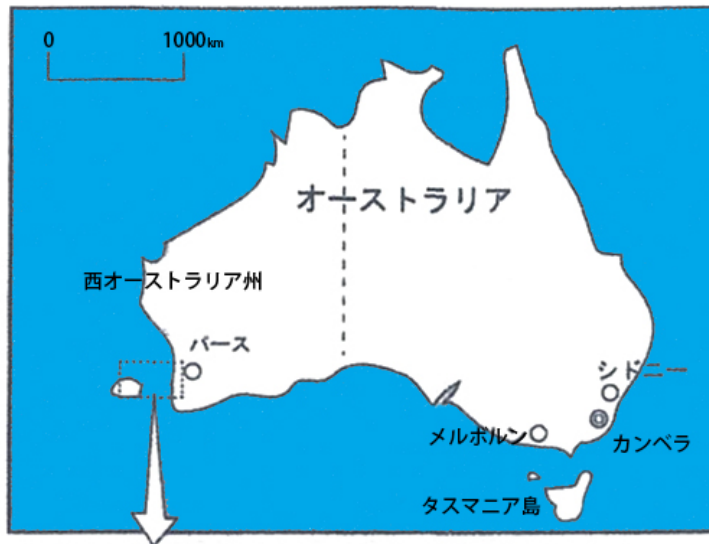 0 1000km
オーストラリア
西オーストラリア州
パース
シドニー
メルボルン
カンベラ
タスマニア島